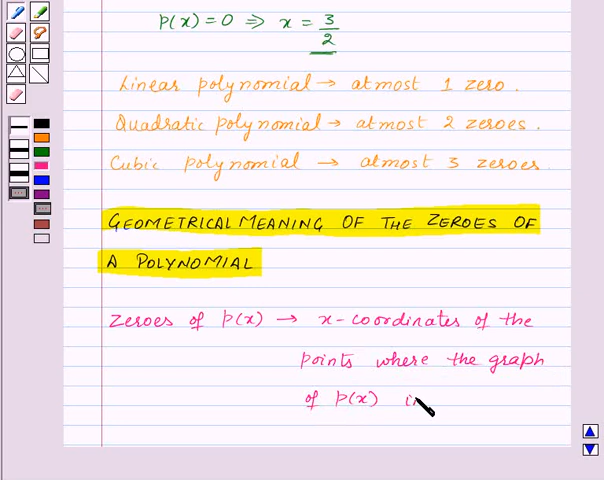 p(x) = 0 ⇒ x = 3/2
Linear polynomial → atmost 1 zero.
Quadratic polynomial → atmost 2 zeroes.
Cubic polynomial → atmost 3 zeroes.
GEOMETRICAL MEANING OF THE ZEROES OF
A POLYNOMIAL
Zeroes of p(x) → x-coordinates of the
points where the graph
of p(x) in